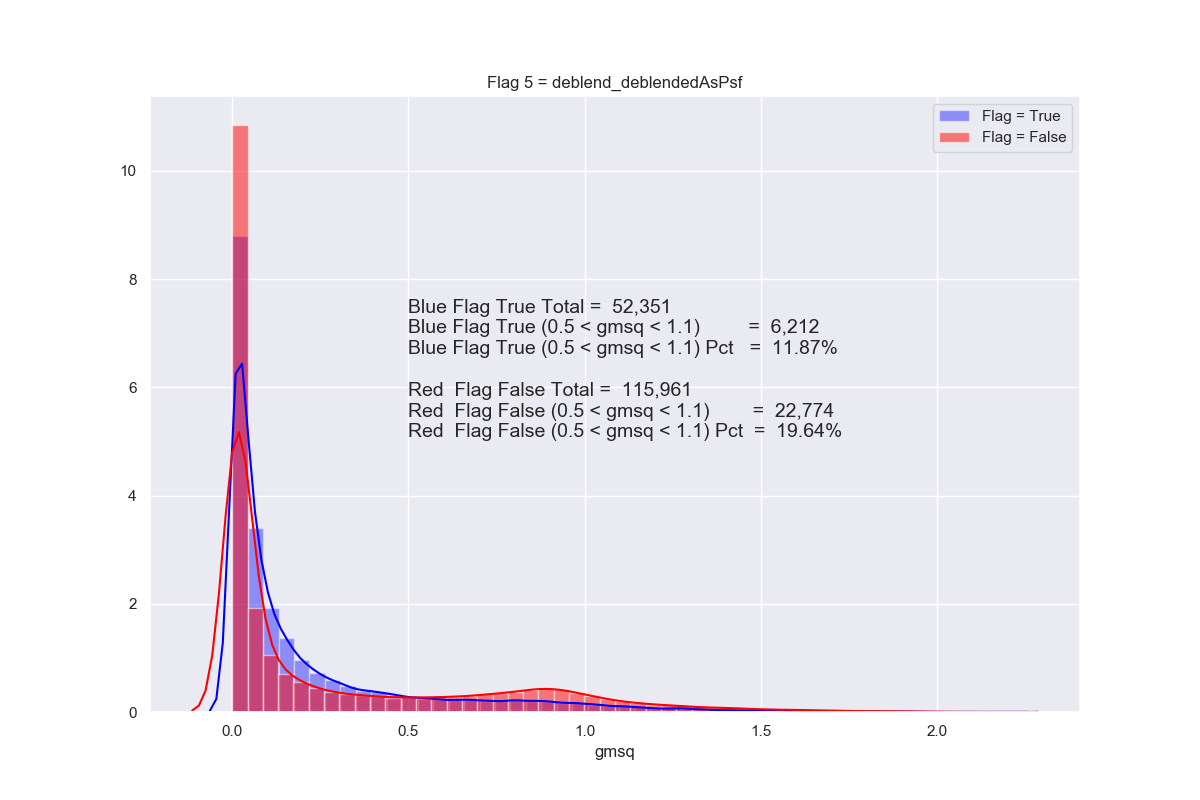 Flag 5 = deblend_deblendedAsPsf
Flag = True
Flag = False
10
8
6
4
2
0
Blue Flag True Total = 52,351
Blue Flag True (0.5 < gmsq < 1.1) = 6,212
Blue Flag True (0.5 < gmsq < 1.1) Pct = 11.87%
Red Flag False Total = 115,961
Red Flag False (0.5 < gmsq < 1.1) = 22,774
Red Flag False (0.5 < gmsq < 1.1) Pct = 19.64%
0.0 0.5 1.0 1.5 2.0
gmsq